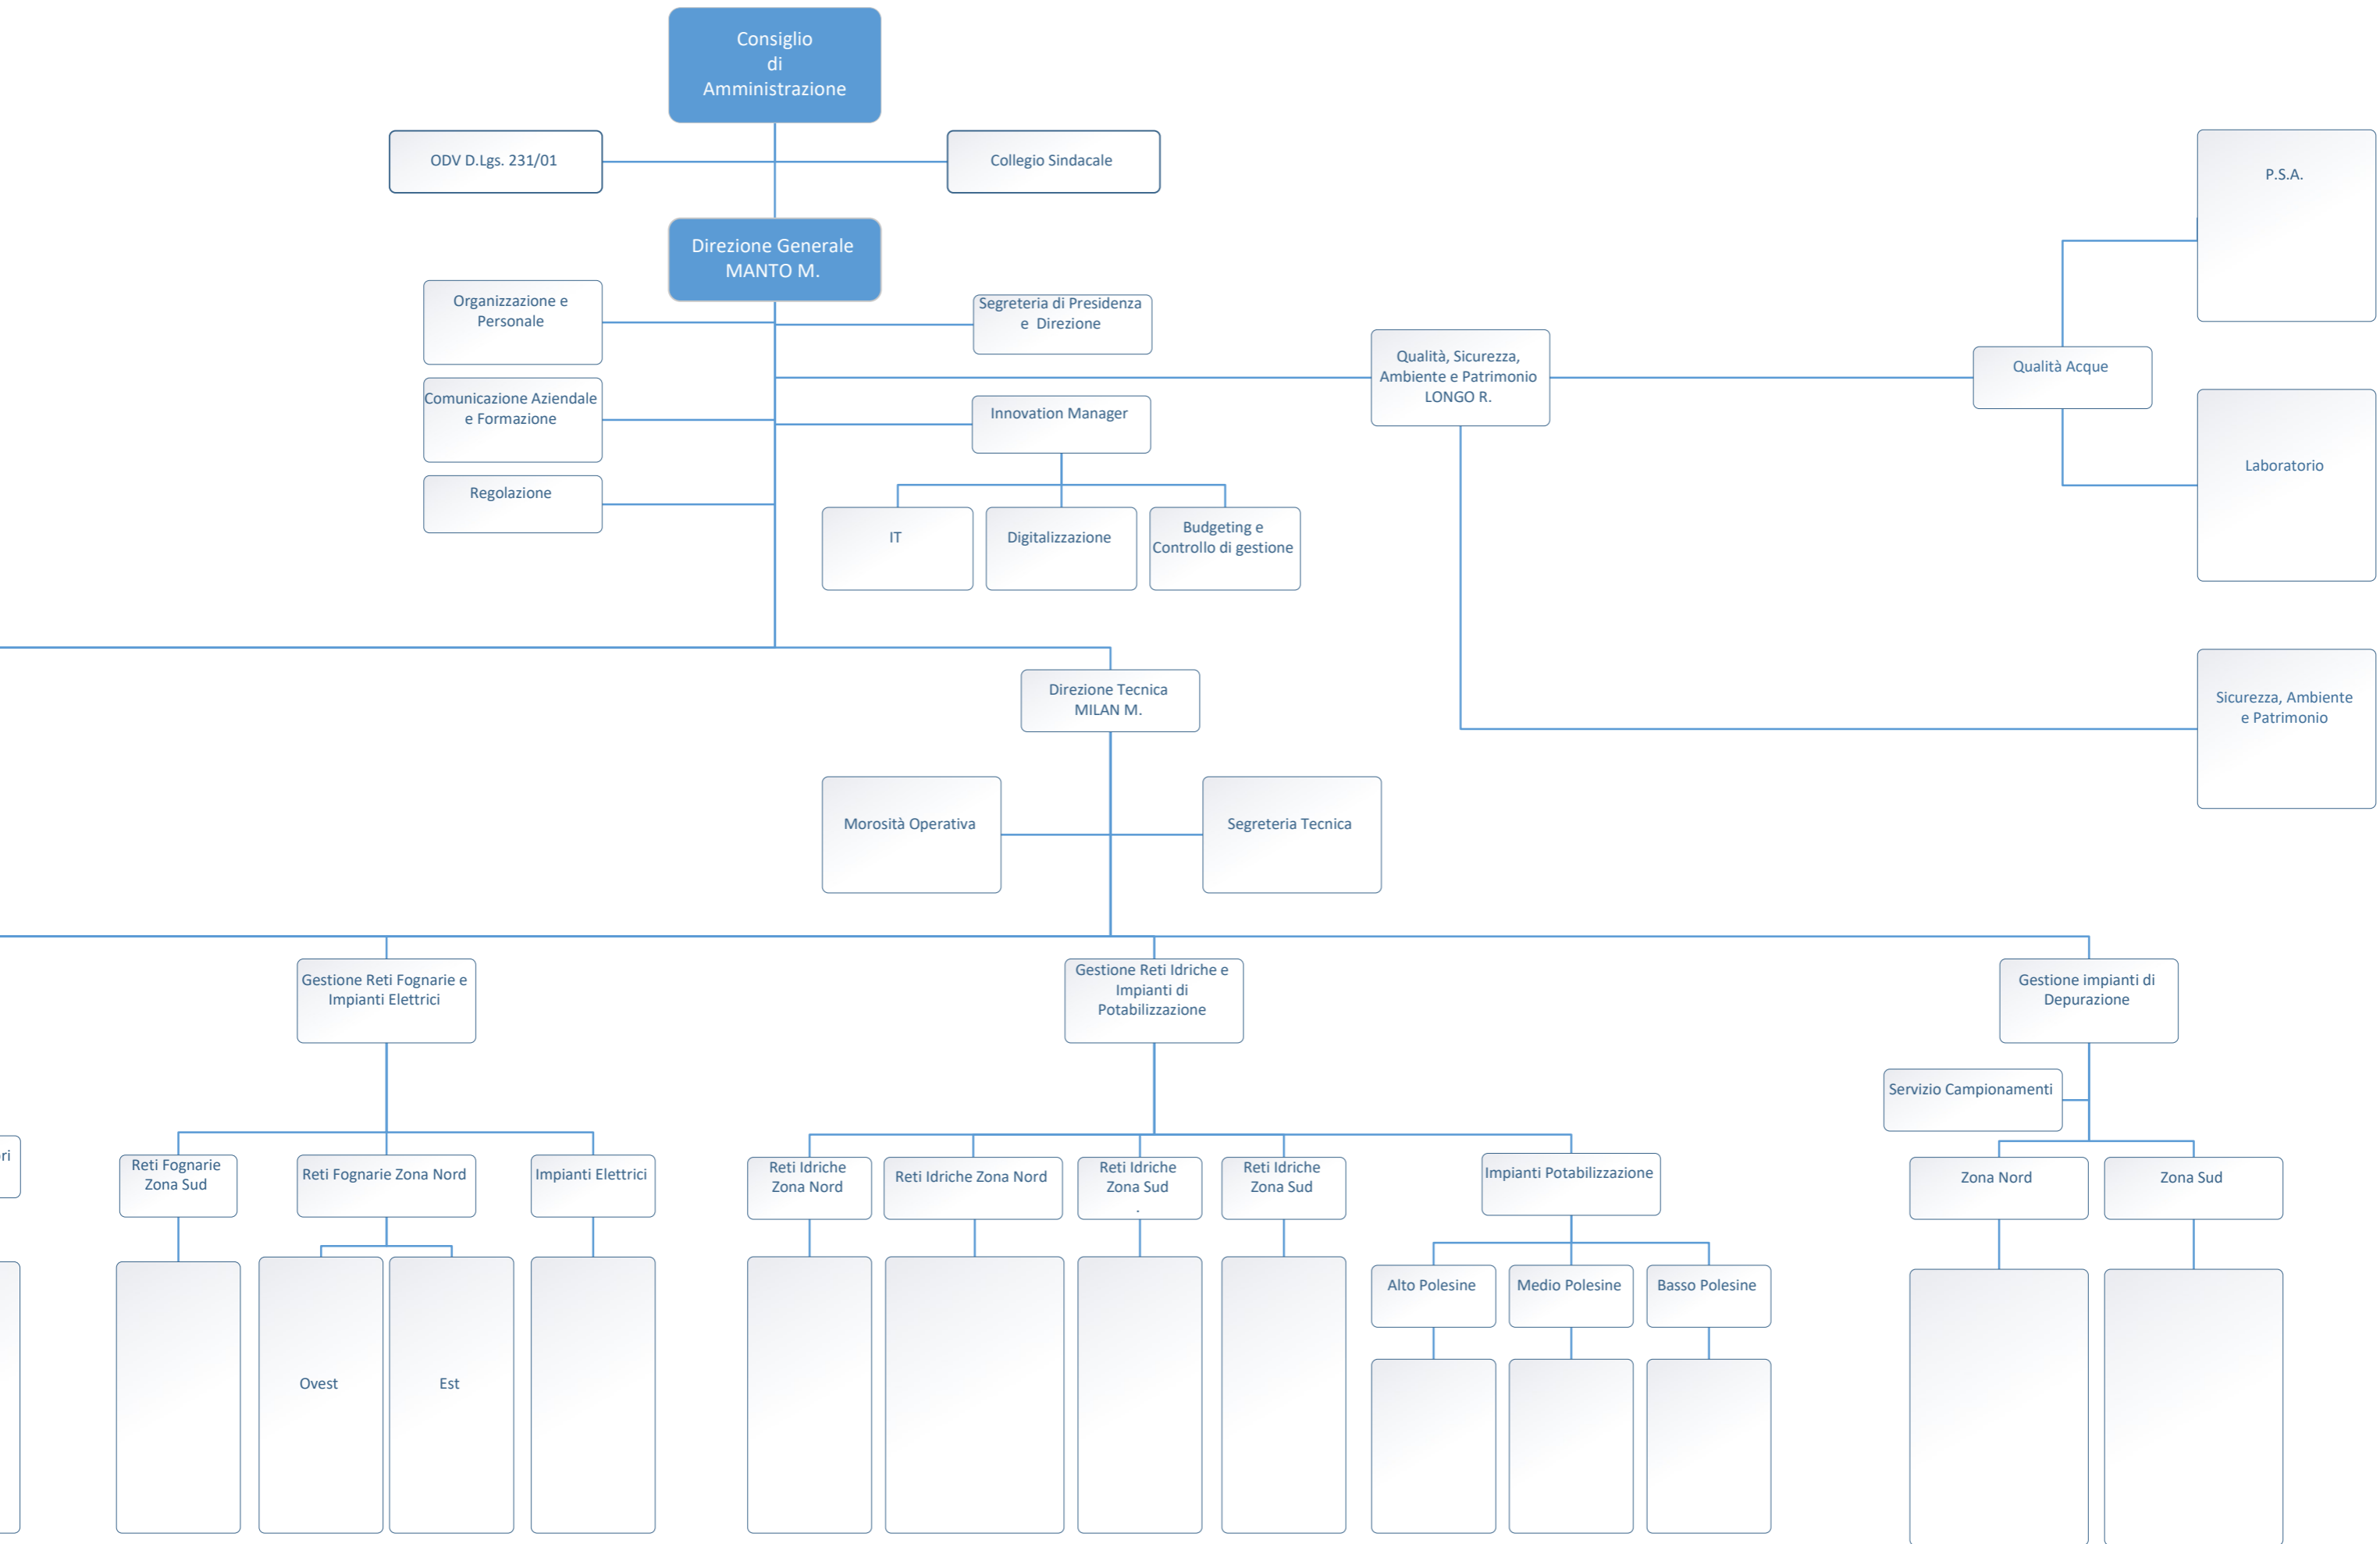 Consiglio
di
Amministrazione
ODV D.Lgs. 231/01
Collegio Sindacale
P.S.A.
Direzione Generale
MANTO M.
Organizzazione e
Personale
Segreteria di Presidenza
e Direzione
Qualità, Sicurezza,
Ambiente e Patrimonio
LONGO R.
Qualità Acque
Comunicazione Aziendale
e Formazione
Innovation Manager
Laboratorio
Regolazione
IT
Digitalizzazione
Budgeting e
Controllo di gestione
Direzione Tecnica
MILAN M.
Sicurezza, Ambiente
e Patrimonio
Morosità Operativa
Segreteria Tecnica
Gestione Reti Fognarie e
Impianti Elettrici
Gestione Reti Idriche e
Impianti di
Potabilizzazione
Gestione impianti di
Depurazione
Servizio Campionamenti
ri
Reti Fognarie
Zona Sud
Reti Fognarie Zona Nord
Impianti Elettrici
Reti Idriche
Zona Nord
Reti Idriche Zona Nord
Reti Idriche
Zona Sud
.
Reti Idriche
Zona Sud
Impianti Potabilizzazione
Zona Nord
Zona Sud
Alto Polesine
Medio Polesine
Basso Polesine
Ovest
Est